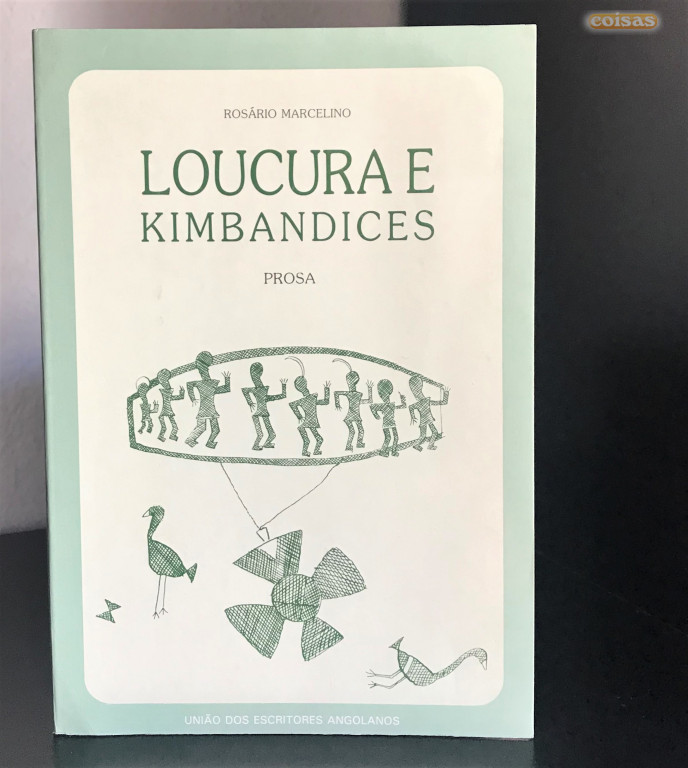 coisas
ROSÁRIO MARCELINO
LOUCURA E
KIMBANDICES
PROSA
UNIÃO DOS ESCRITORES ANGOLANOS